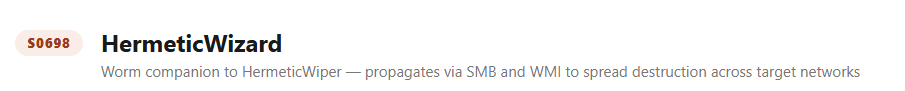 S0698
HermeticWizard
Worm companion to HermeticWiper — propagates via SMB and WMI to spread destruction across target networks